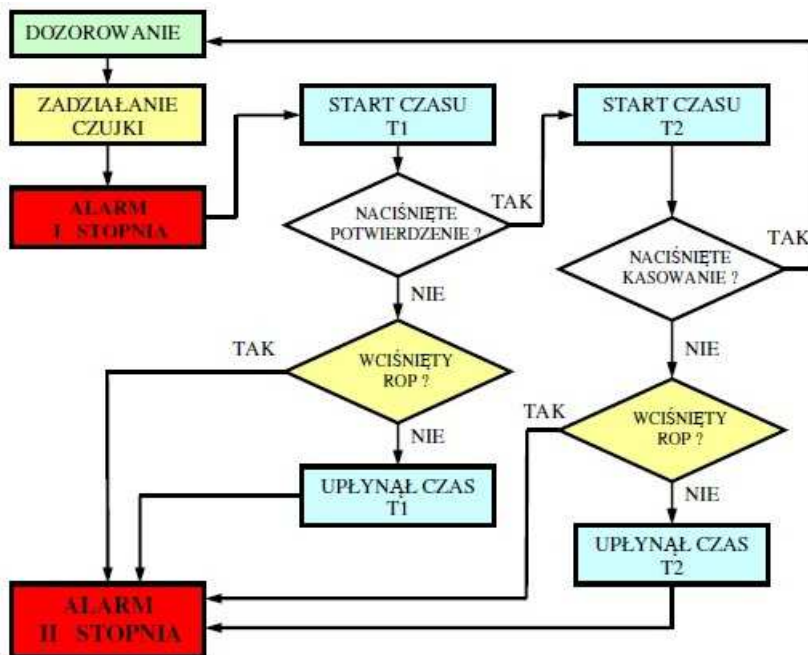 DOZOROWANIE
ZADZIAŁANIE
CZUJKI
ALARM
I STOPNIA
START CZASU
T1
NACIŚNIĘTE
POTWIERDZENIE ?
TAK
NIE
WCIŚNIĘTY
ROP ?
TAK
NIE
UPŁYNĄŁ CZAS
T1
START CZASU
T2
NACIŚNIĘTE
KASOWANIE ?
TAK
NIE
WCIŚNIĘTY
ROP ?
TAK
NIE
UPŁYNĄŁ CZAS
T2
ALARM
II STOPNIA